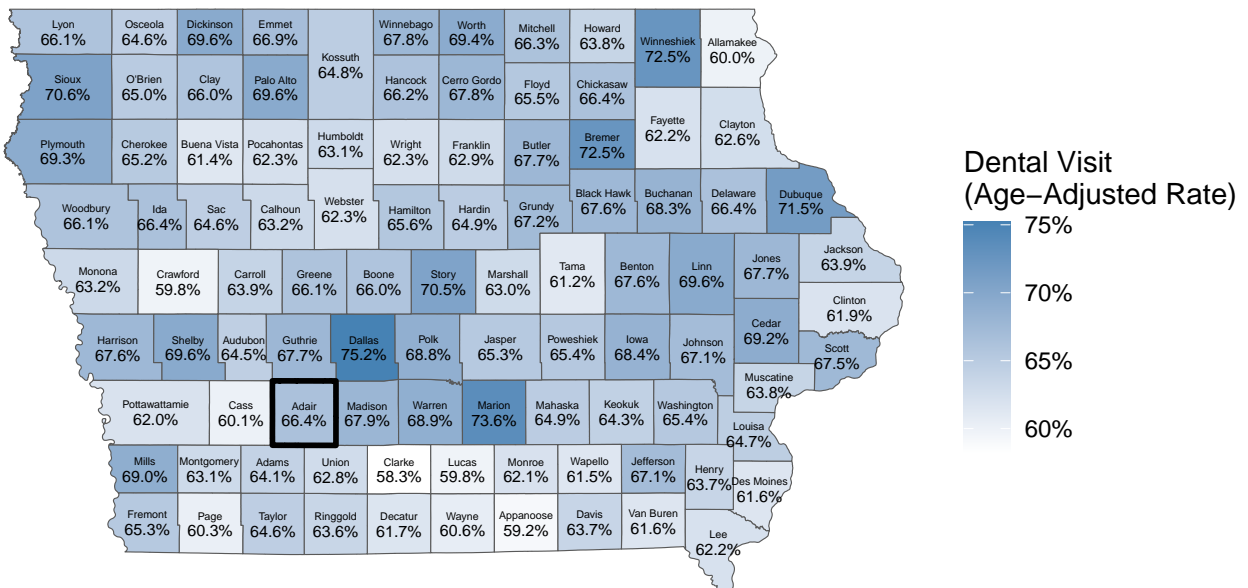 Lyon
66.1%
Osceola
64.6%
Dickinson
69.6%
Emmet
66.9%
Kossuth
64.8%
Winnebago
67.8%
Worth
69.4%
Mitchell
66.3%
Howard
63.8%
Winneshiek
72.5%
Allamakee
60.0%
Sioux
70.6%
O'Brien
65.0%
Clay
66.0%
Palo Alto
69.6%
Hancock
66.2%
Cerro Gordo
67.8%
Floyd
65.5%
Chickasaw
66.4%
Fayette
62.2%
Clayton
62.6%
Plymouth
69.3%
Cherokee
65.2%
Buena Vista
61.4%
Pocahontas
62.3%
Humboldt
63.1%
Wright
62.3%
Franklin
62.9%
Butler
67.7%
Bremer
72.5%
Woodbury
66.1%
Ida
66.4%
Sac
64.6%
Calhoun
63.2%
Webster
62.3%
Hamilton
65.6%
Hardin
64.9%
Grundy
67.2%
Black Hawk
67.6%
Buchanan
68.3%
Delaware
66.4%
Dubuque
71.5%
Monona
63.2%
Crawford
59.8%
Carroll
63.9%
Greene
66.1%
Boone
66.0%
Story
70.5%
Marshall
63.0%
Tama
61.2%
Benton
67.6%
Linn
69.6%
Jones
67.7%
Jackson
63.9%
Clinton
61.9%
Harrison
67.6%
Shelby
69.6%
Audubon
64.5%
Guthrie
67.7%
Dallas
75.2%
Polk
68.8%
Jasper
65.3%
Poweshiek
65.4%
Iowa
68.4%
Johnson
67.1%
Cedar
69.2%
Scott
67.5%
Muscatine
63.8%
Pottawattamie
62.0%
Cass
60.1%
Adair
66.4%
Madison
67.9%
Warren
68.9%
Marion
73.6%
Mahaska
64.9%
Keokuk
64.3%
Washington
65.4%
Louisa
64.7%
Mills
69.0%
Montgomery
63.1%
Adams
64.1%
Union
62.8%
Clarke
58.3%
Lucas
59.8%
Monroe
62.1%
Wapello
61.5%
Jefferson
67.1%
Henry
63.7%
Des Moines
61.6%
Fremont
65.3%
Page
60.3%
Taylor
64.6%
Ringgold
63.6%
Decatur
61.7%
Wayne
60.6%
Appanoose
59.2%
Davis
63.7%
Van Buren
61.6%
Lee
62.2%
Dental Visit
(Age−Adjusted Rate)
75%
70%
65%
60%